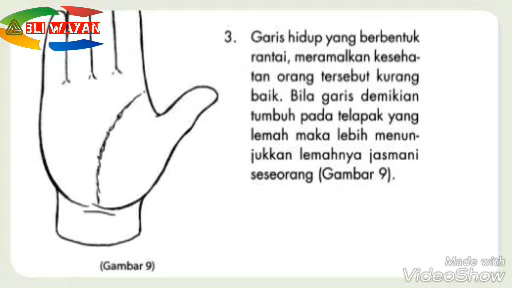 BLI WAYAN
3. Garis hidup yang berbentuk
rantai, meramalkan keseha-
tan orang tersebut kurang
baik. Bila garis demikian
tumbuh pada telapak yang
lemah maka lebih menun-
jukkan lemahnya jasmani
seseorang (Gambar 9).
(Gambar 9)
Made with
VideoShow